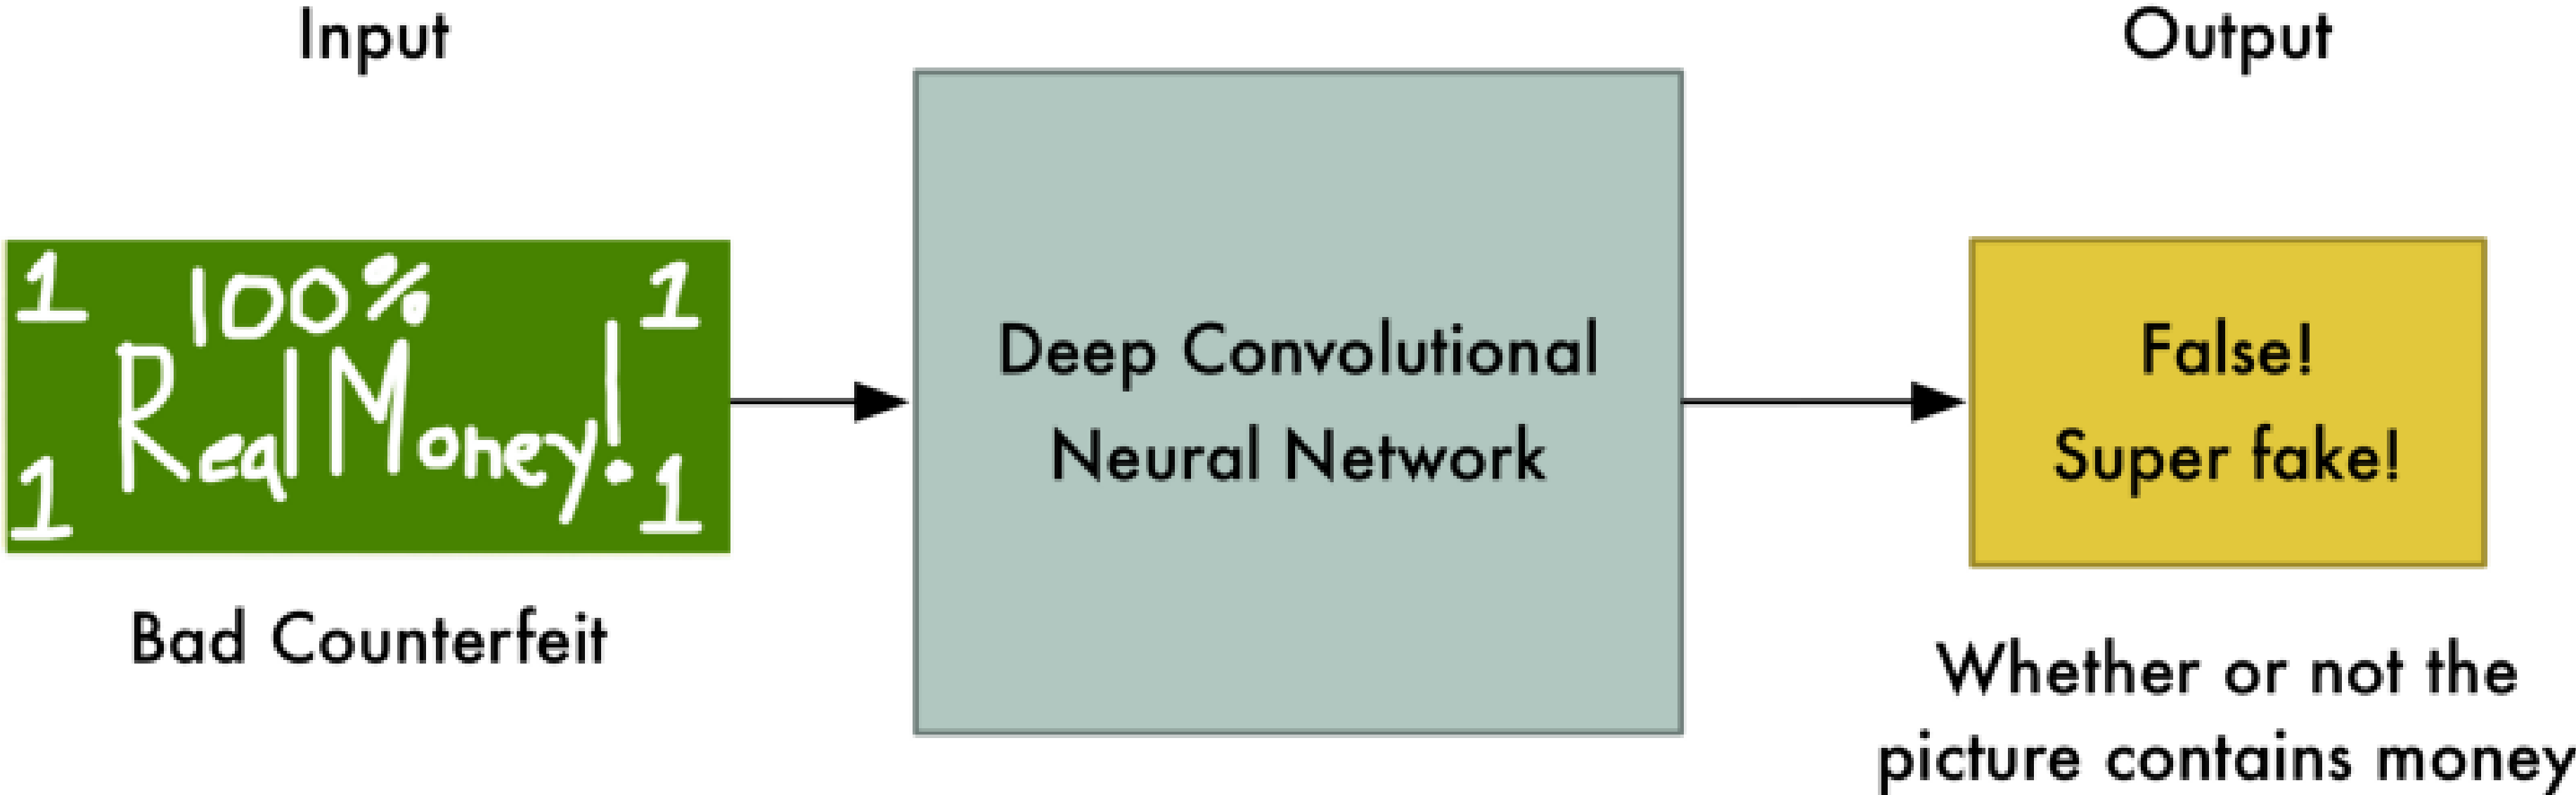 Input
Output
1 100% 1
Real Money!
1 1
Bad Counterfeit
Deep Convolutional
Neural Network
False!
Super fake!
Whether or not the
picture contains money